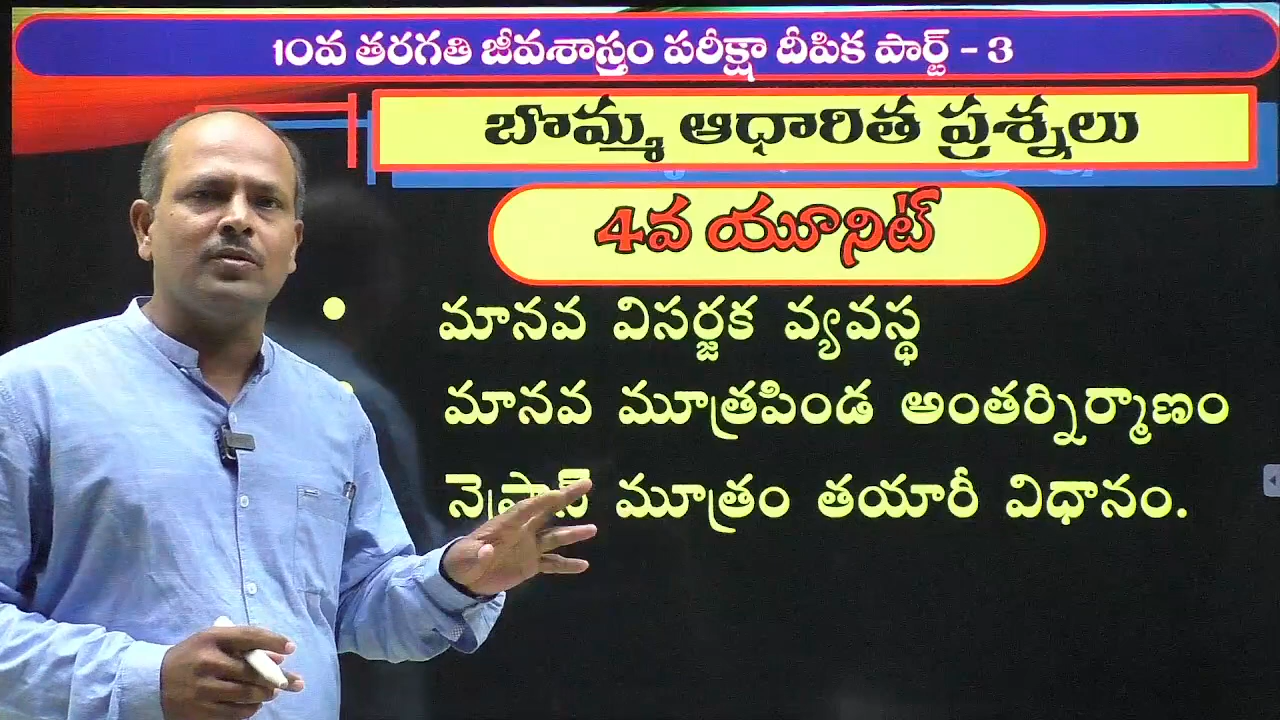 10వ తరగతి జీవశాస్త్రం పరీక్షా దీపిక పార్ట్ - 3
బొమ్మ ఆధారిత ప్రశ్నలు
4వ యూనిట్
• మానవ విసర్జక వ్యవస్థ
మానవ మూత్రపిండ అంతర్నిర్మాణం
నెఫ్రాన్ మూత్రం తయారీ విధానం.